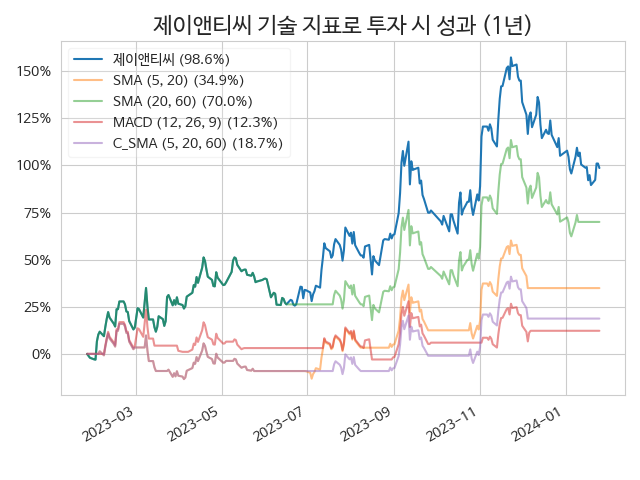 제이앤티씨 기술 지표로 투자 시 성과 (1년)
제이앤티씨 (98.6%)
SMA (5, 20) (34.9%)
SMA (20, 60) (70.0%)
MACD (12, 26, 9) (12.3%)
C_SMA (5, 20, 60) (18.7%)
150%
125%
100%
75%
50%
25%
0%
2023-03
2023-05
2023-07
2023-09
2023-11
2024-01